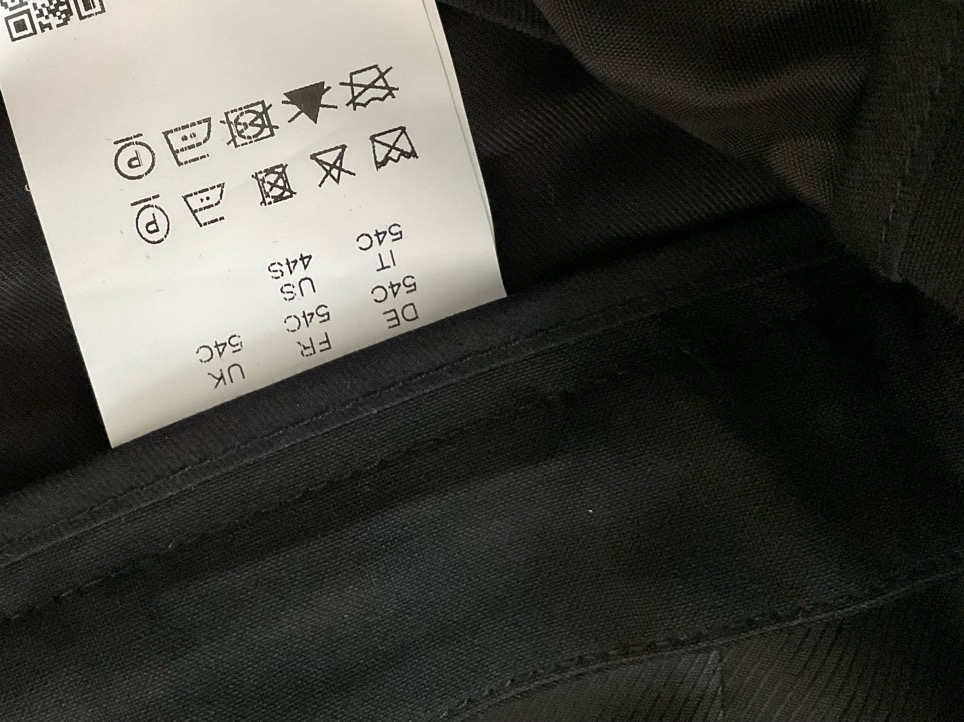 DE FR UK
54C 54C 54C
IT US
54C 44S
P
P